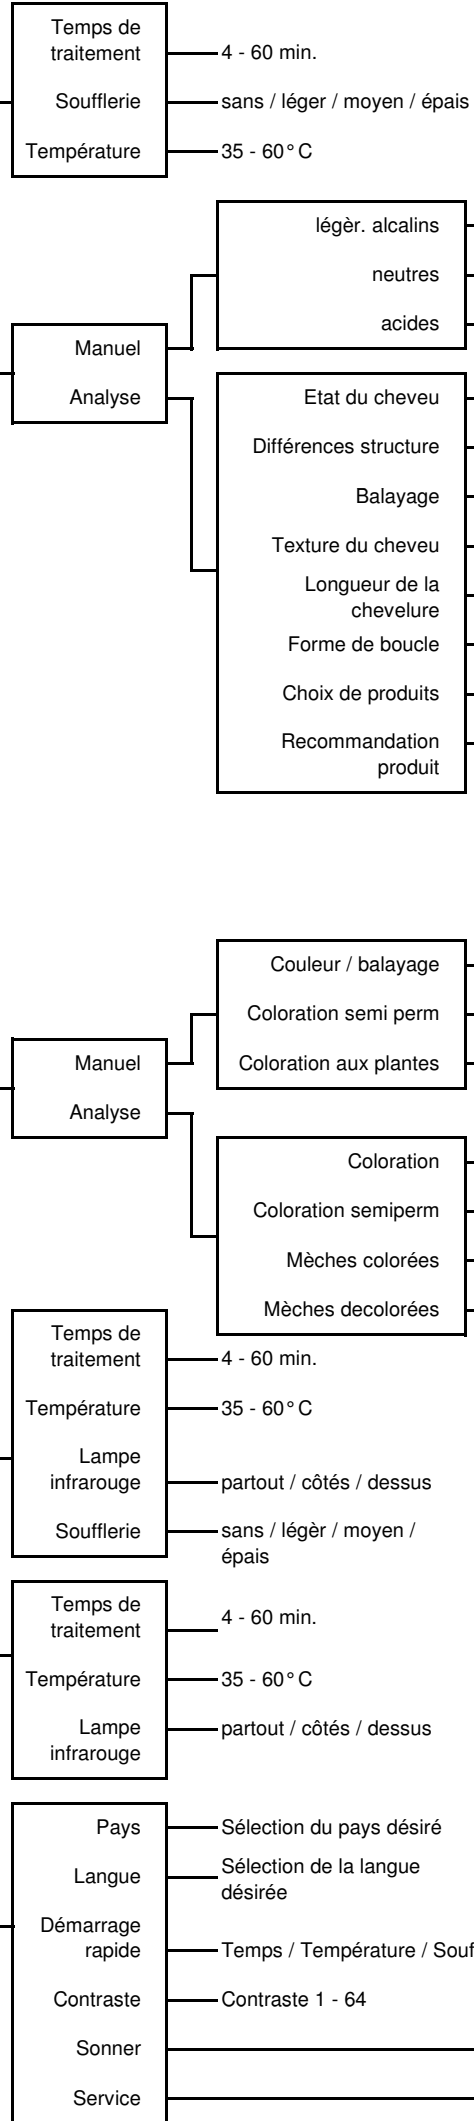 Temps de
traitement
4 - 60 min.
Soufflerie
sans / léger / moyen / épais
Température
35 - 60° C
légèr. alcalins
neutres
acides
Manuel
Analyse
Etat du cheveu
Différences structure
Balayage
Texture du cheveu
Longueur de la
chevelure
Forme de boucle
Choix de produits
Recommandation
produit
Couleur / balayage
Coloration semi perm
Coloration aux plantes
Manuel
Analyse
Coloration
Coloration semiperm
Mèches colorées
Mèches decolorées
Temps de
traitement
4 - 60 min.
Température
35 - 60° C
Lampe
infrarouge
partout / côtés / dessus
Soufflerie
sans / légèr / moyen /
épais
Temps de
traitement
4 - 60 min.
Température
35 - 60° C
Lampe
infrarouge
partout / côtés / dessus
Pays
Sélection du pays désiré
Langue
Sélection de la langue
désirée
Démarrage
rapide
Temps / Température / Souf
Contraste
Contraste 1 - 64
Sonner
Service